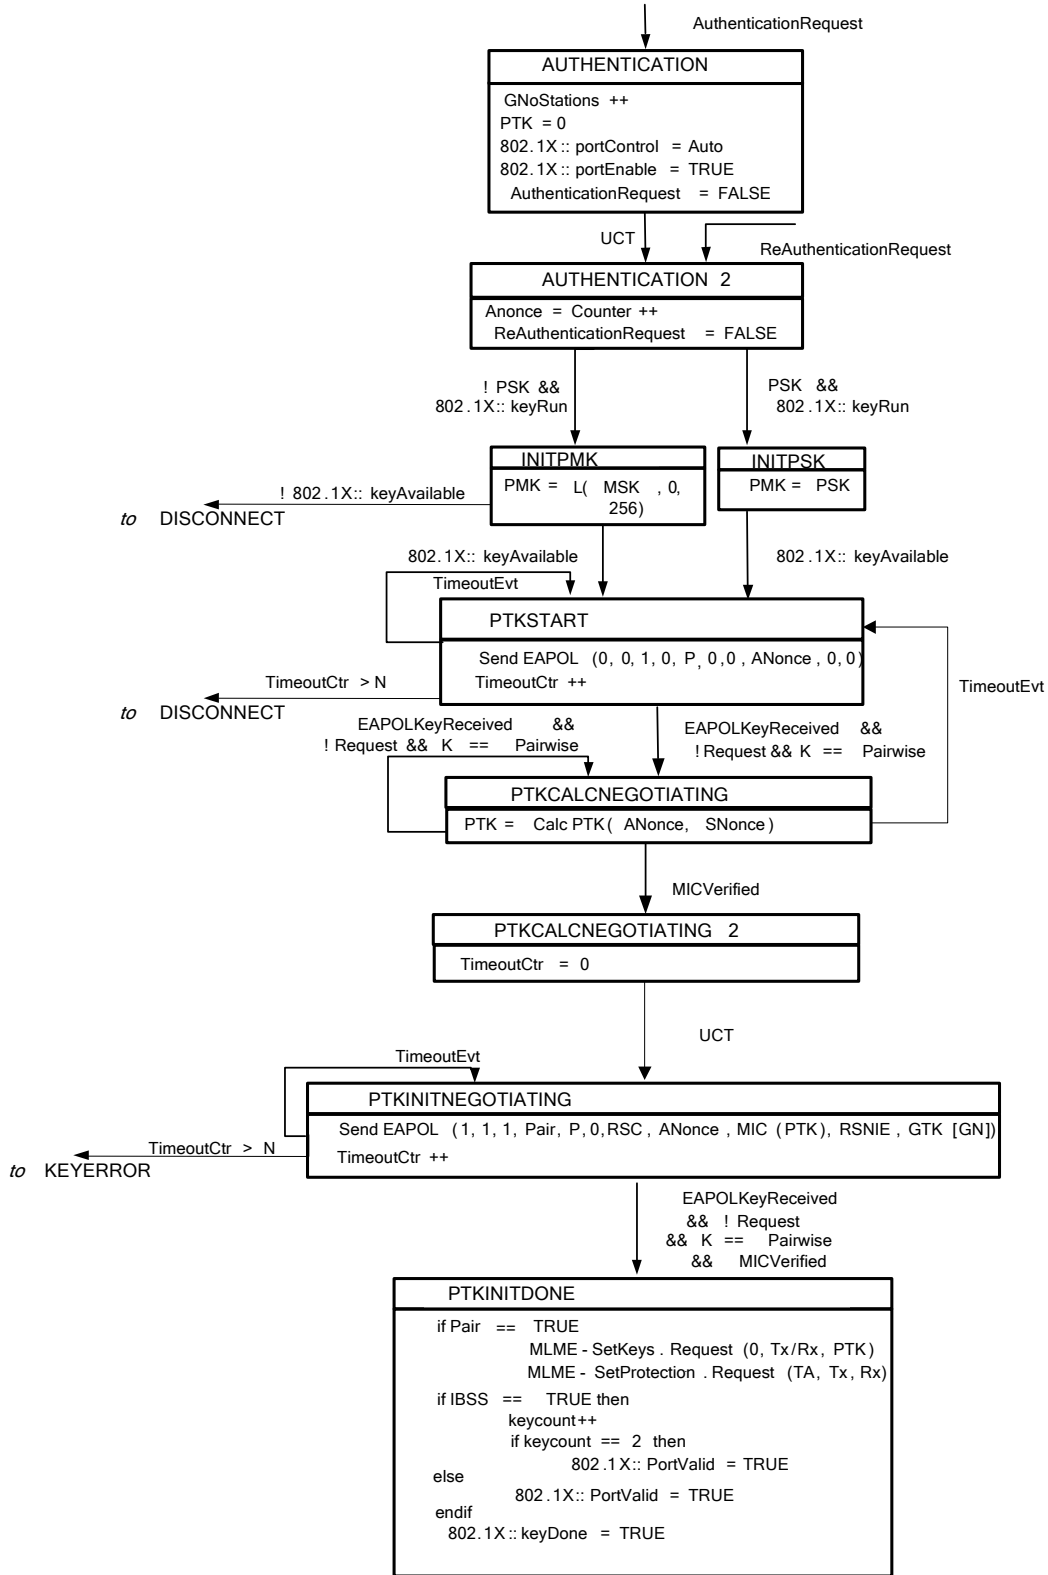 AuthenticationRequest
AUTHENTICATION
GNoStations ++
PTK = 0
802.1X:: portControl = Auto
802.1X:: portEnable = TRUE
AuthenticationRequest = FALSE
UCT
ReAuthenticationRequest
AUTHENTICATION 2
Anonce = Counter ++
ReAuthenticationRequest = FALSE
! PSK &&
802.1X:: keyRun
PSK &&
802.1X:: keyRun
INITPMK
PMK = L( MSK , 0,
256)
INITPSK
PMK = PSK
! 802.1X:: keyAvailable
to DISCONNECT
802.1X:: keyAvailable
802.1X:: keyAvailable
TimeoutEvt
PTKSTART
Send EAPOL (0, 0, 1, 0, P, 0,0 , ANonce , 0,0)
TimeoutCtr ++
TimeoutCtr > N
to DISCONNECT
TimeoutEvt
EAPOLKeyReceived &&
! Request && K == Pairwise
EAPOLKeyReceived &&
! Request && K == Pairwise
PTKCALCNEGOTIATING
PTK = Calc PTK( ANonce, SNonce)
MICVerified
PTKCALCNEGOTIATING 2
TimeoutCtr = 0
UCT
TimeoutEvt
PTKINITNEGOTIATING
Send EAPOL (1, 1, 1, Pair, P, 0,RSC , ANonce , MIC (PTK), RSNIE , GTK [GN])
TimeoutCtr ++
TimeoutCtr > N
to KEYERROR
EAPOLKeyReceived
&& ! Request
&& K == Pairwise
&& MICVerified
PTKINITDONE
if Pair == TRUE
MLME - SetKeys . Request (0, Tx/Rx, PTK)
MLME - SetProtection . Request (TA, Tx, Rx)
if IBSS == TRUE then
keycount++
if keycount == 2 then
802.1X:: PortValid = TRUE
else
802.1X:: PortValid = TRUE
endif
802.1X:: keyDone = TRUE